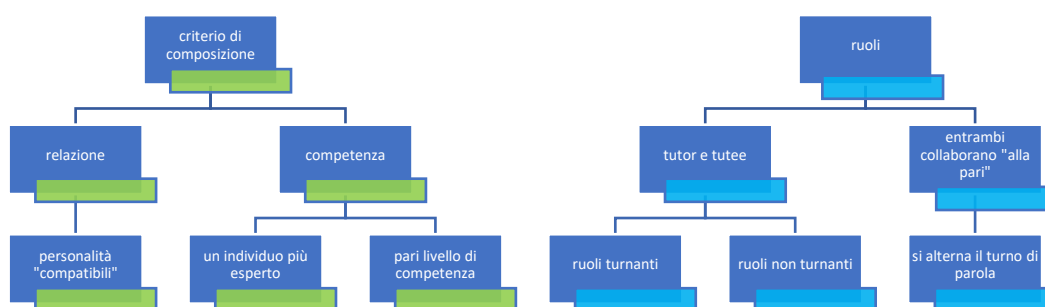 criterio di
composizione
ruoli
relazione
competenza
tutor e tutee
entrambi
collaborano "alla
pari"
personalità
"compatibili"
un individuo più
esperto
pari livello di
competenza
ruoli turnanti
ruoli non turnanti
si alterna il turno di
parola